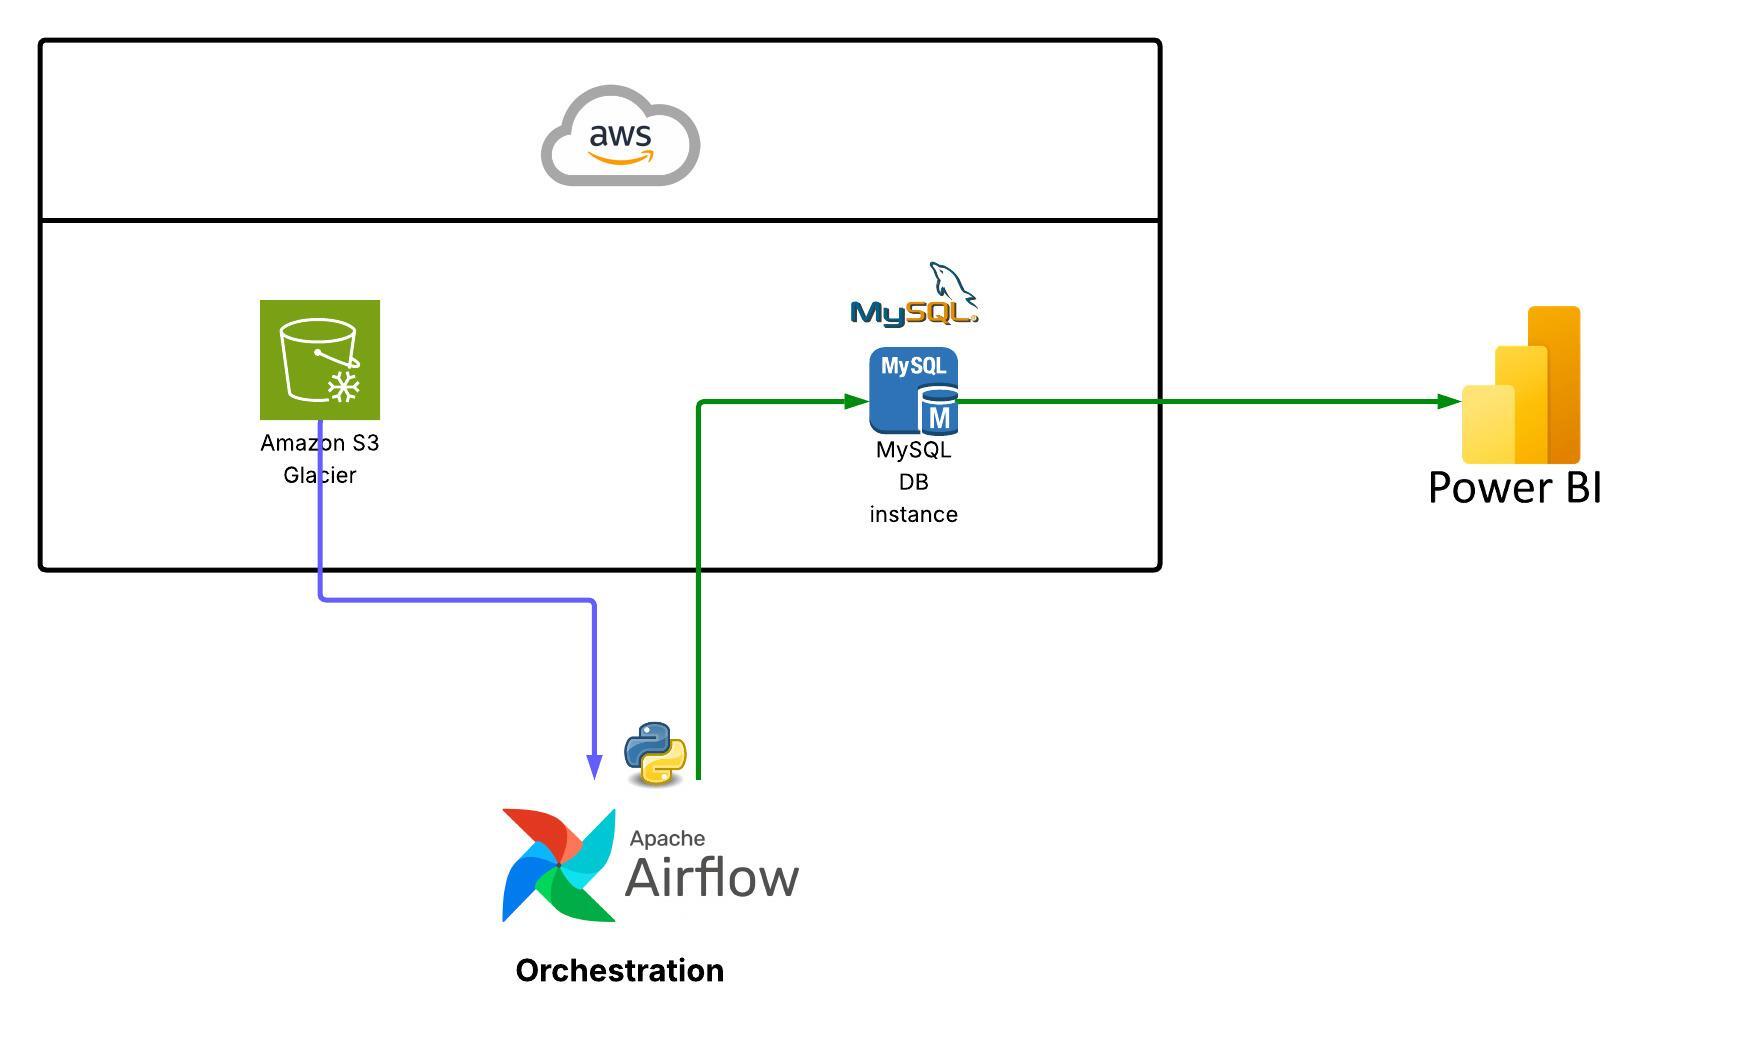 aws
Amazon S3
Glacier
MySQL.
MySQL
M
MySQL
DB
instance
Power BI
Apache
Airflow
Orchestration